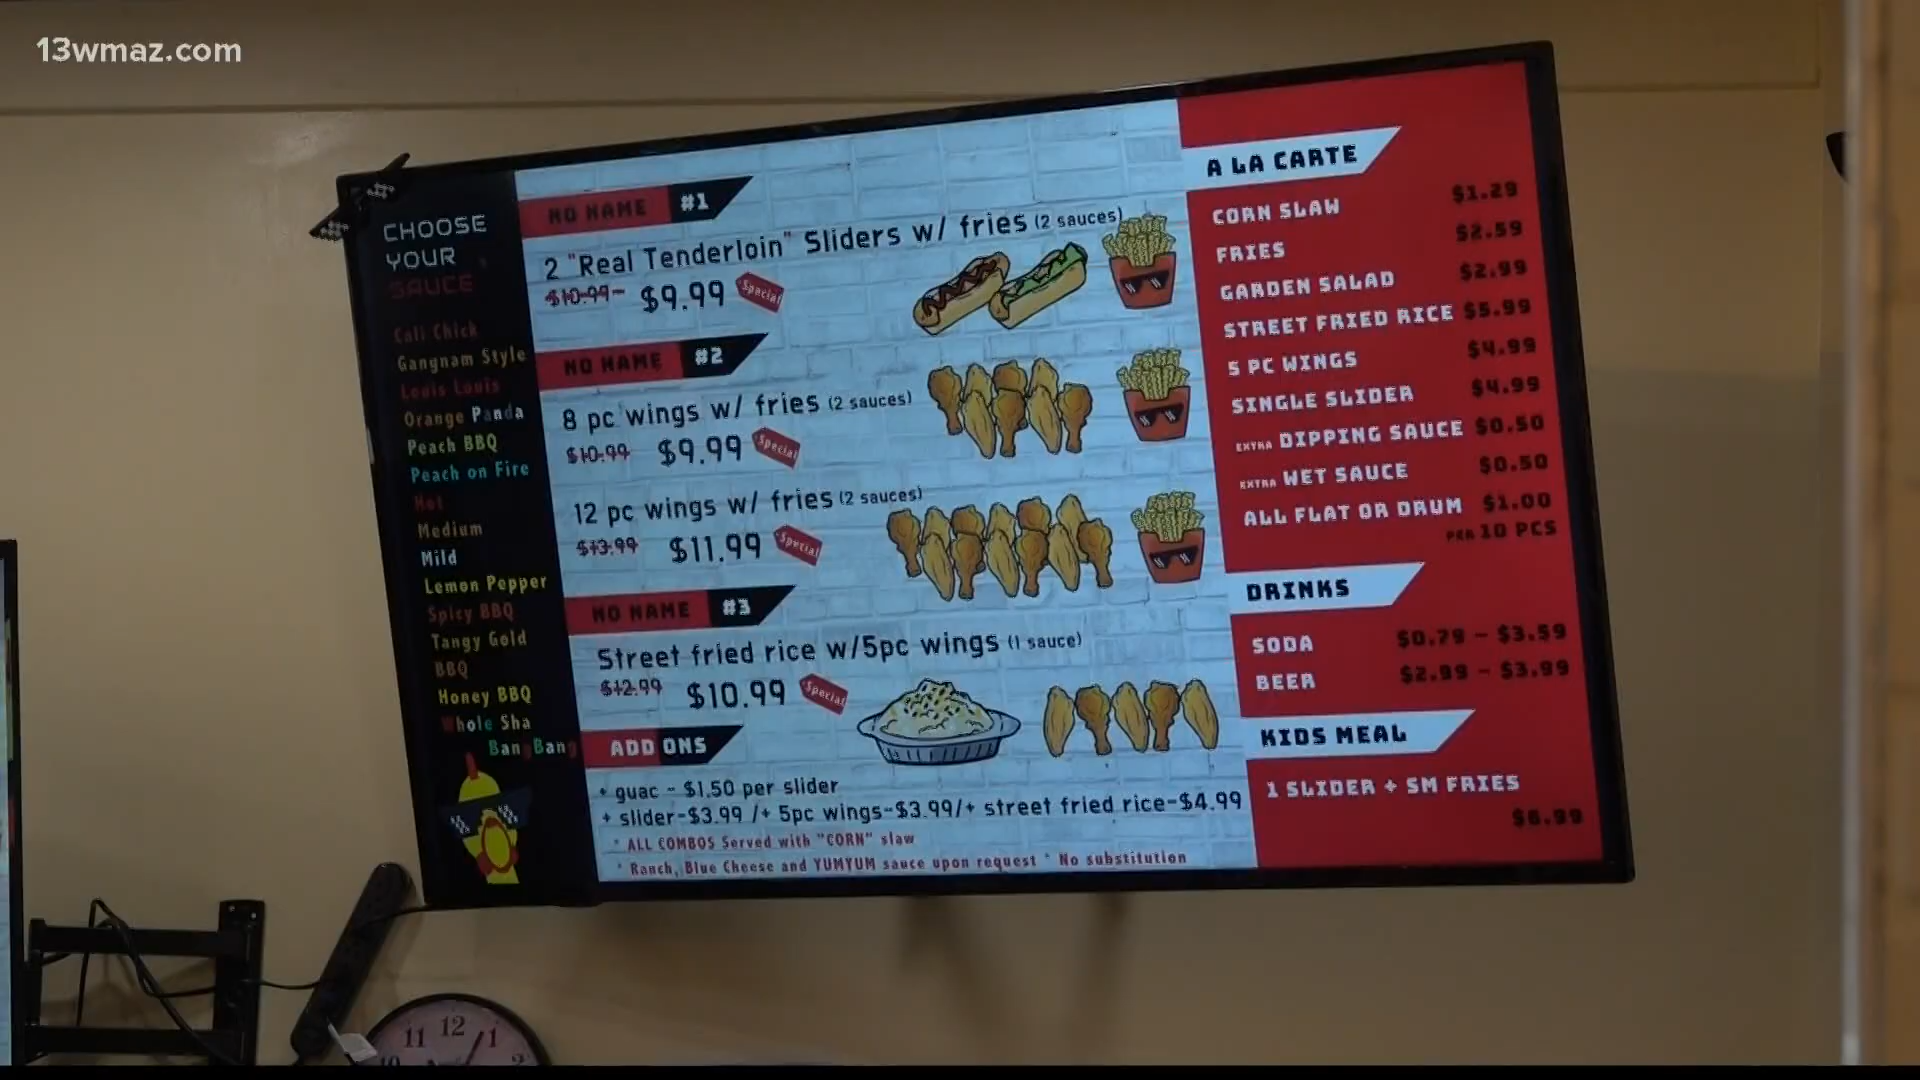 13wmaz.com
CHOOSE
YOUR
SAUCE
Cali Chick
Gangnam Style
Louis Louis
Orange Panda
Peach BBQ
Peach on Fire
Hot
Medium
Mild
Lemon Pepper
Spicy BBQ
Tangy Gold
BBQ
Honey BBQ
Whole Sha
BangBang
NO NAME #1
2 "Real Tenderloin" Sliders w/ fries (2 sauces)
$10.99 $9.99 Special
NO NAME #2
8 pc wings w/ fries (2 sauces)
$10.99 $9.99 Special
12 pc wings w/ fries (2 sauces)
$13.99 $11.99 Special
NO NAME #3
Street fried rice w/5pc wings (1 sauce)
$12.99 $10.99 Special
ADD ONS
+ guac - $1.50 per slider
+ slider-$3.99 /+ 5pc wings-$3.99/+ street fried rice-$4.99
* ALL COMBOS Served with "CORN" slaw
* Ranch, Blue Cheese and YUMYUM sauce upon request * No substitution
A LA CARTE
CORN SLAW $1.29
FRIES $2.59
GARDEN SALAD $2.99
STREET FRIED RICE $5.99
5 PC WINGS $4.99
SINGLE SLIDER $4.99
EXTRA DIPPING SAUCE $0.50
EXTRA WET SAUCE $0.50
ALL FLAT OR DRUM $1.00
PER 10 PCS
DRINKS
SODA $0.79 - $3.59
BEER $2.99 - $3.99
KIDS MEAL
1 SLIDER + SM FRIES
$6.99
10 11 12 1 2